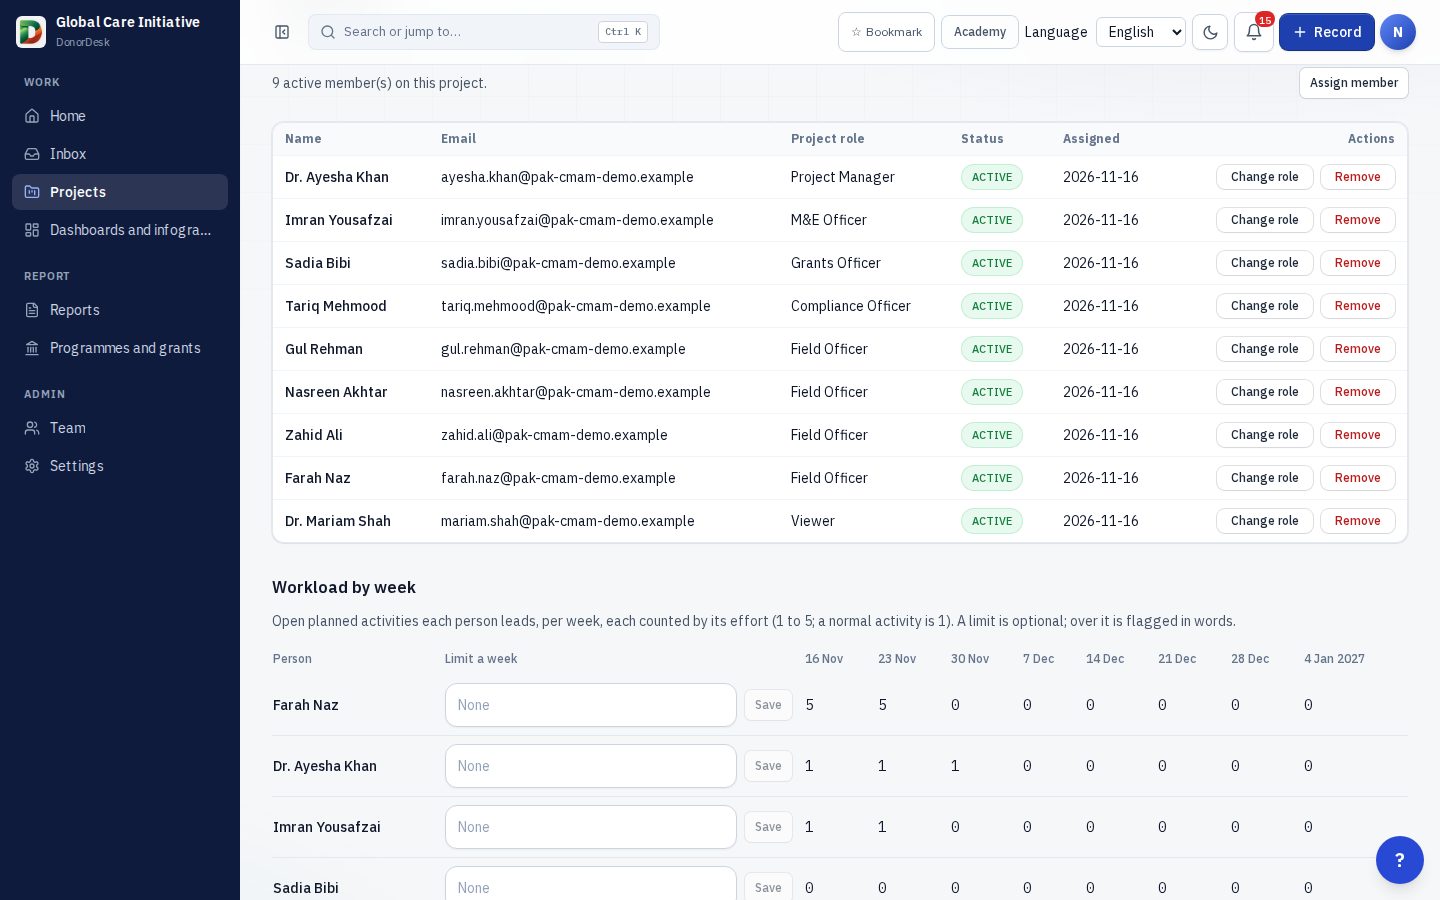 Global Care Initiative
DonorDesk
Search or jump to…
Ctrl K
☆ Bookmark
Academy
Language
English
15
+ Record
N
WORK
Home
Inbox
Projects
Dashboards and infogra…
REPORT
Reports
Programmes and grants
ADMIN
Team
Settings
9 active member(s) on this project.
Assign member
Name Email Project role Status Assigned Actions
Dr. Ayesha Khan ayesha.khan@pak-cmam-demo.example Project Manager ACTIVE 2026-11-16 Change role Remove
Imran Yousafzai imran.yousafzai@pak-cmam-demo.example M&E Officer ACTIVE 2026-11-16 Change role Remove
Sadia Bibi sadia.bibi@pak-cmam-demo.example Grants Officer ACTIVE 2026-11-16 Change role Remove
Tariq Mehmood tariq.mehmood@pak-cmam-demo.example Compliance Officer ACTIVE 2026-11-16 Change role Remove
Gul Rehman gul.rehman@pak-cmam-demo.example Field Officer ACTIVE 2026-11-16 Change role Remove
Nasreen Akhtar nasreen.akhtar@pak-cmam-demo.example Field Officer ACTIVE 2026-11-16 Change role Remove
Zahid Ali zahid.ali@pak-cmam-demo.example Field Officer ACTIVE 2026-11-16 Change role Remove
Farah Naz farah.naz@pak-cmam-demo.example Field Officer ACTIVE 2026-11-16 Change role Remove
Dr. Mariam Shah mariam.shah@pak-cmam-demo.example Viewer ACTIVE 2026-11-16 Change role Remove
Workload by week
Open planned activities each person leads, per week, each counted by its effort (1 to 5; a normal activity is 1). A limit is optional; over it is flagged in words.
Person Limit a week 16 Nov 23 Nov 30 Nov 7 Dec 14 Dec 21 Dec 28 Dec 4 Jan 2027
Farah Naz None Save 5 5 0 0 0 0 0 0
Dr. Ayesha Khan None Save 1 1 1 0 0 0 0 0
Imran Yousafzai None Save 1 1 0 0 0 0 0 0
Sadia Bibi None Save 0 0 0 0 0 0 0 0
?